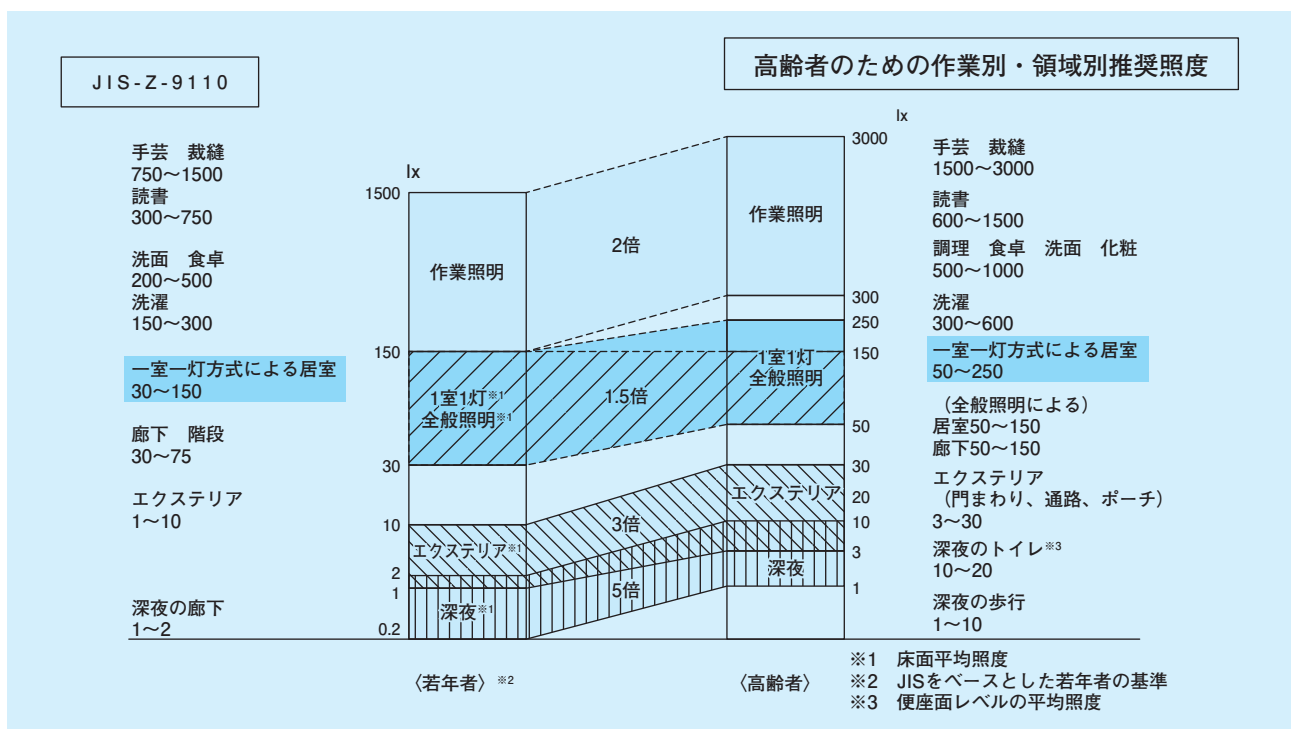 JIS-Z-9110
高齢者のための作業別・領域別推奨照度
手芸 裁縫
750〜1500
読書
300〜750
洗面 食卓
200〜500
洗濯
150〜300
一室一灯方式による居室
30〜150
廊下 階段
30〜75
エクステリア
1〜10
深夜の廊下
1〜2
lx
1500
150
30
10
2
1
0.2
作業照明
1室1灯※1
全般照明※1
エクステリア※1
深夜※1
〈若年者〉※2
2倍
1.5倍
3倍
5倍
lx
3000
300
250
150
50
30
20
10
3
1
作業照明
1室1灯
全般照明
エクステリア
深夜
〈高齢者〉
手芸 裁縫
1500〜3000
読書
600〜1500
調理 食卓 洗面 化粧
500〜1000
洗濯
300〜600
一室一灯方式による居室
50〜250
(全般照明による)
居室50〜150
廊下50〜150
エクステリア
(門まわり、通路、ポーチ)
3〜30
深夜のトイレ※3
10〜20
深夜の歩行
1〜10
※1 床面平均照度
※2 JISをベースとした若年者の基準
※3 便座面レベルの平均照度